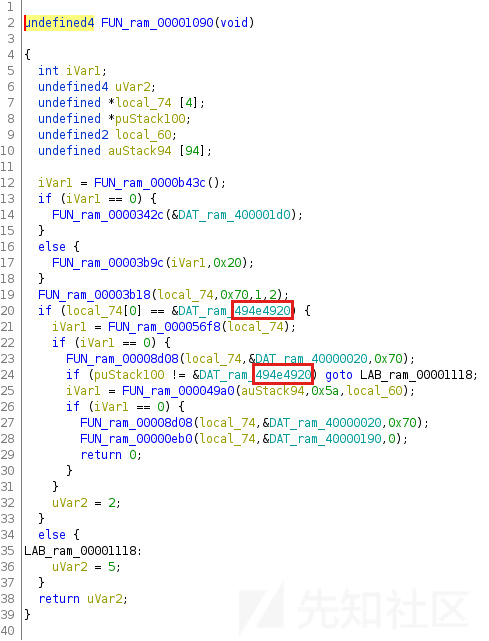 1
2 undefined4 FUN_ram_00001090(void)
3
4 {
5 int iVar1;
6 undefined4 uVar2;
7 undefined *local_74 [4];
8 undefined *puStack100;
9 undefined2 local_60;
10 undefined auStack94 [94];
11
12 iVar1 = FUN_ram_0000b43c();
13 if (iVar1 == 0) {
14 FUN_ram_0000342c(&DAT_ram_400001d0);
15 }
16 else {
17 FUN_ram_00003b9c(iVar1,0x20);
18 }
19 FUN_ram_00003b18(local_74,0x70,1,2);
20 if (local_74[0] == &DAT_ram_494e4920) {
21 iVar1 = FUN_ram_000056f8(local_74);
22 if (iVar1 == 0) {
23 FUN_ram_00008d08(local_74,&DAT_ram_40000020,0x70);
24 if (puStack100 != &DAT_ram_494e4920) goto LAB_ram_00001118;
25 iVar1 = FUN_ram_000049a0(auStack94,0x5a,local_60);
26 if (iVar1 == 0) {
27 FUN_ram_00008d08(local_74,&DAT_ram_40000020,0x70);
28 FUN_ram_00000eb0(local_74,&DAT_ram_40000190,0);
29 return 0;
30 }
31 }
32 uVar2 = 2;
33 }
34 else {
35 LAB_ram_00001118:
36 uVar2 = 5;
37 }
38 return uVar2;
39 }
40
先知社区